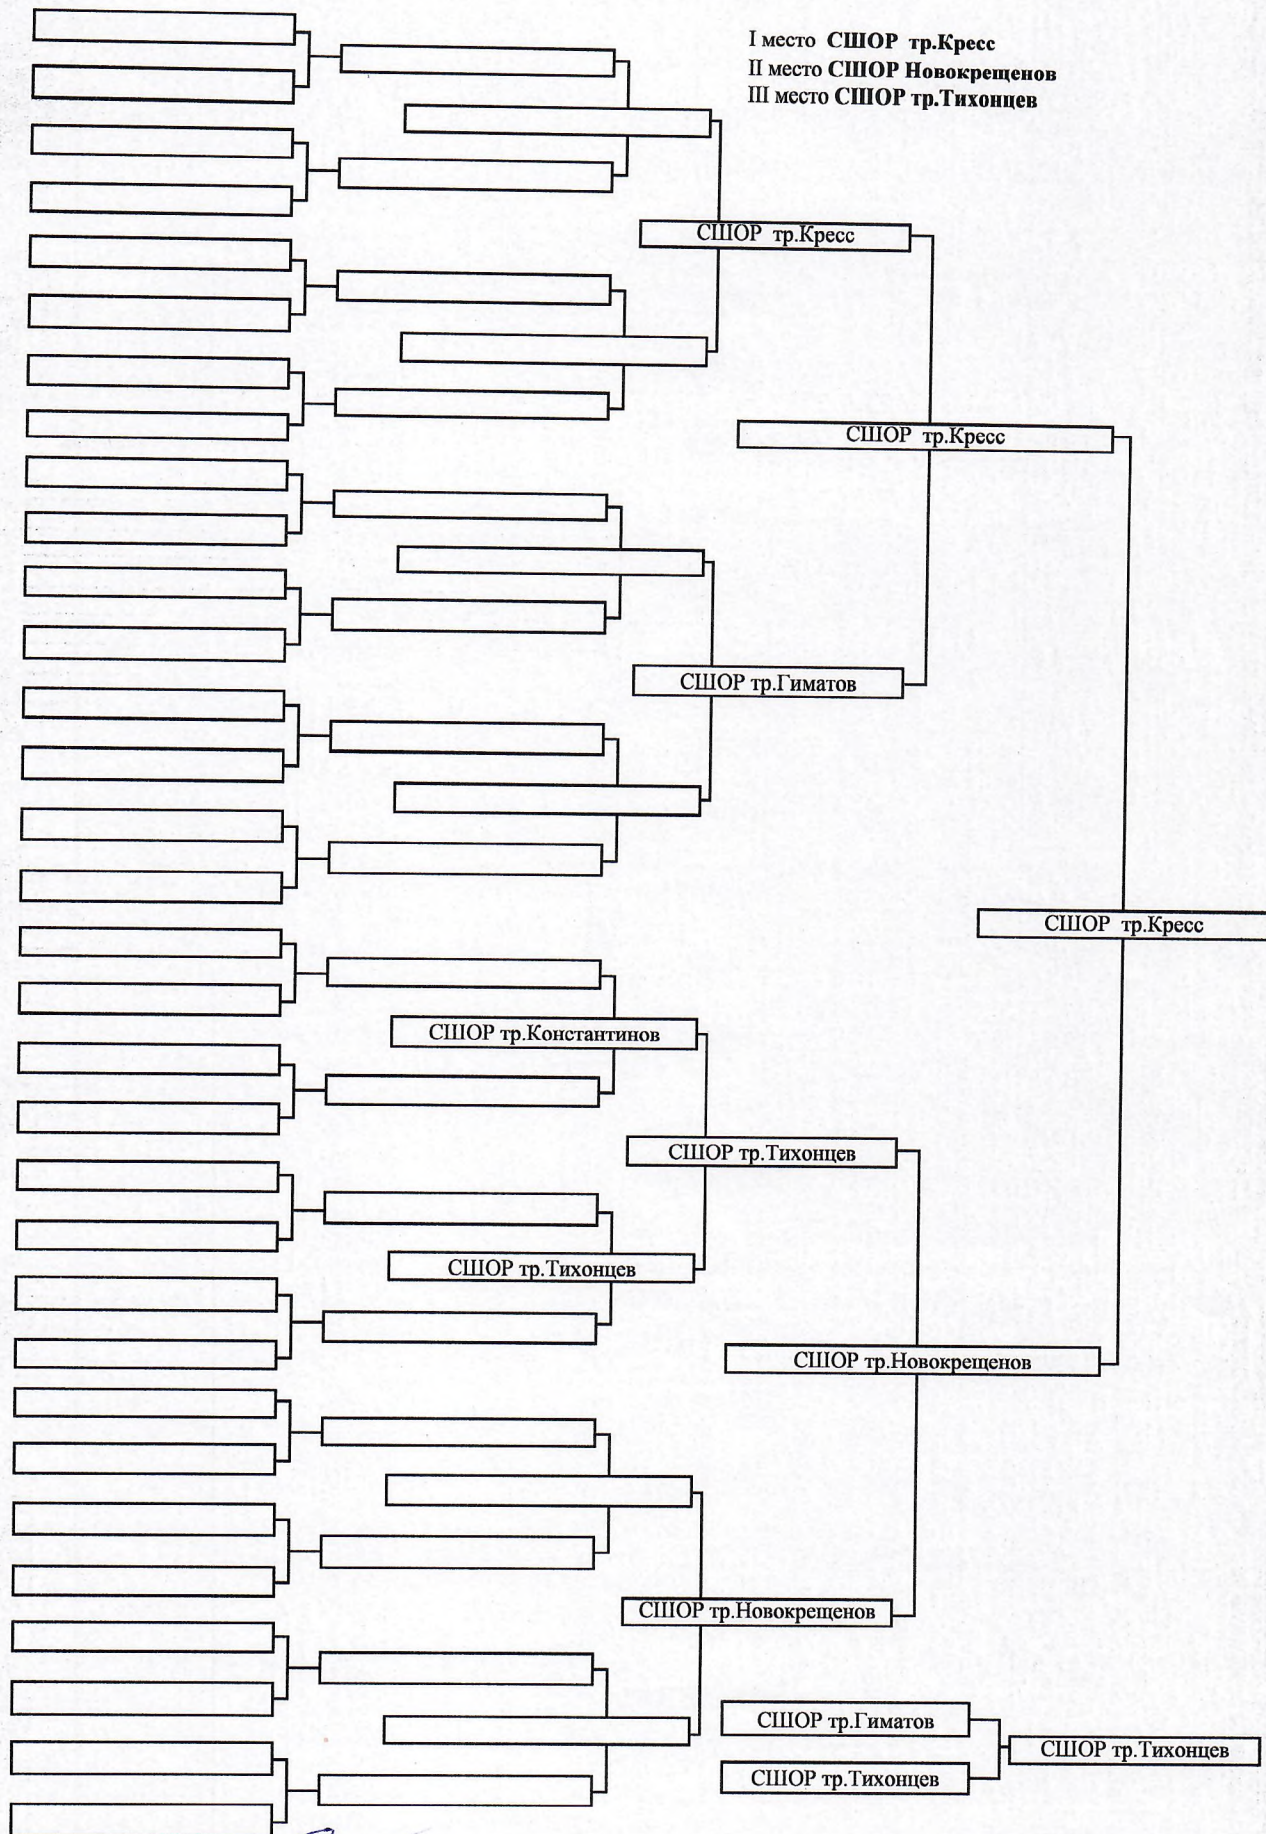 I место СШОР тр.Кресс
II место СШОР Новокрещенов
III место СШОР тр.Тихонцев
СШОР тр.Кресс
СШОР тр.Кресс
СШОР тр.Гиматов
СШОР тр.Кресс
СШОР тр.Константинов
СШОР тр.Тихонцев
СШОР тр.Тихонцев
СШОР тр.Новокрещенов
СШОР тр.Новокрещенов
СШОР тр.Гиматов
СШОР тр.Тихонцев
СШОР тр.Тихонцев